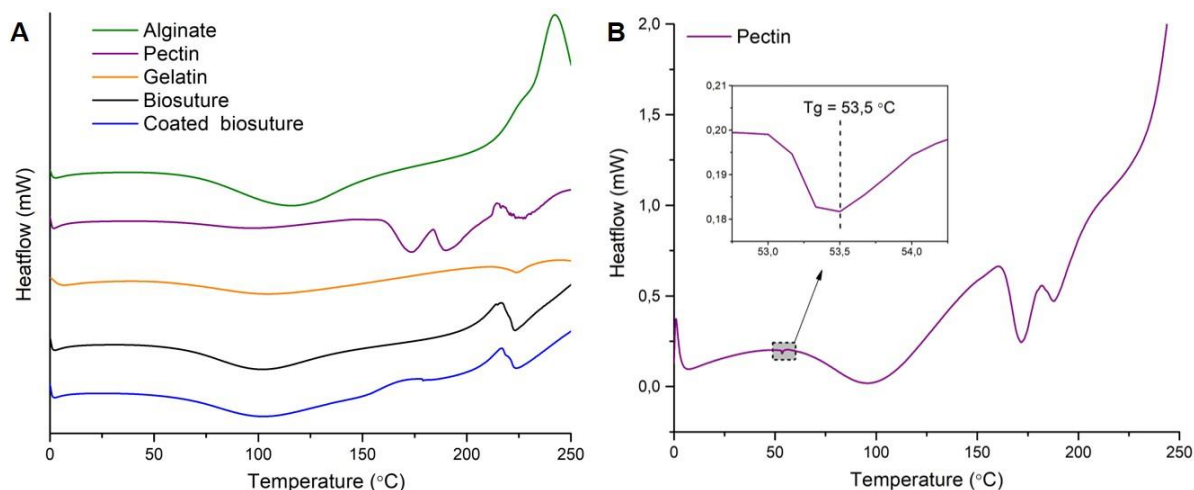 A
Alginate
Pectin
Gelatin
Biosuture
Coated biosuture
Heatflow (mW)
0 50 100 150 200 250
Temperature (°C)
B
Pectin
2,0
1,5
1,0
0,5
0,0
Heatflow (mW)
0,21
0,20
0,19
0,18
Tg = 53,5 °C
53,0 53,5 54,0
0 50 100 150 200 250
Temperature (°C)